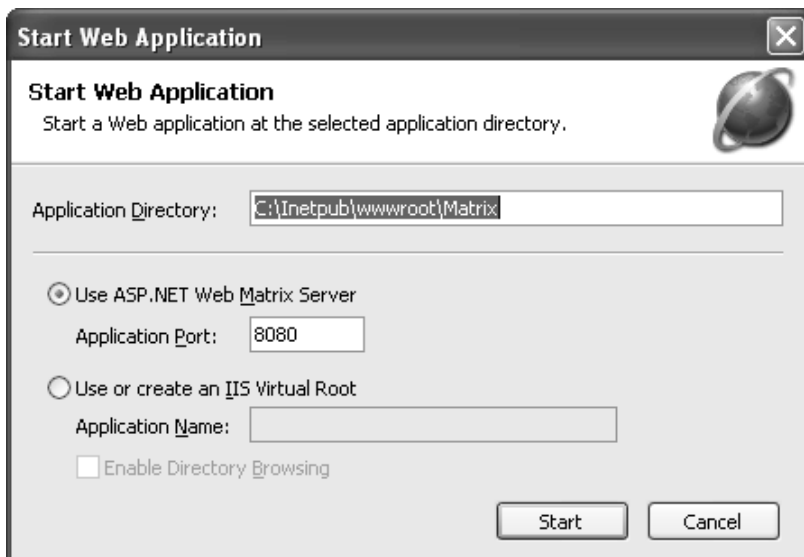 Start Web Application
Start Web Application
Start a Web application at the selected application directory.
Application Directory: C:\Inetpub\wwwroot\Matrix
Use ASP.NET Web Matrix Server
Application Port: 8080
Use or create an IIS Virtual Root
Application Name:
Enable Directory Browsing
Start Cancel